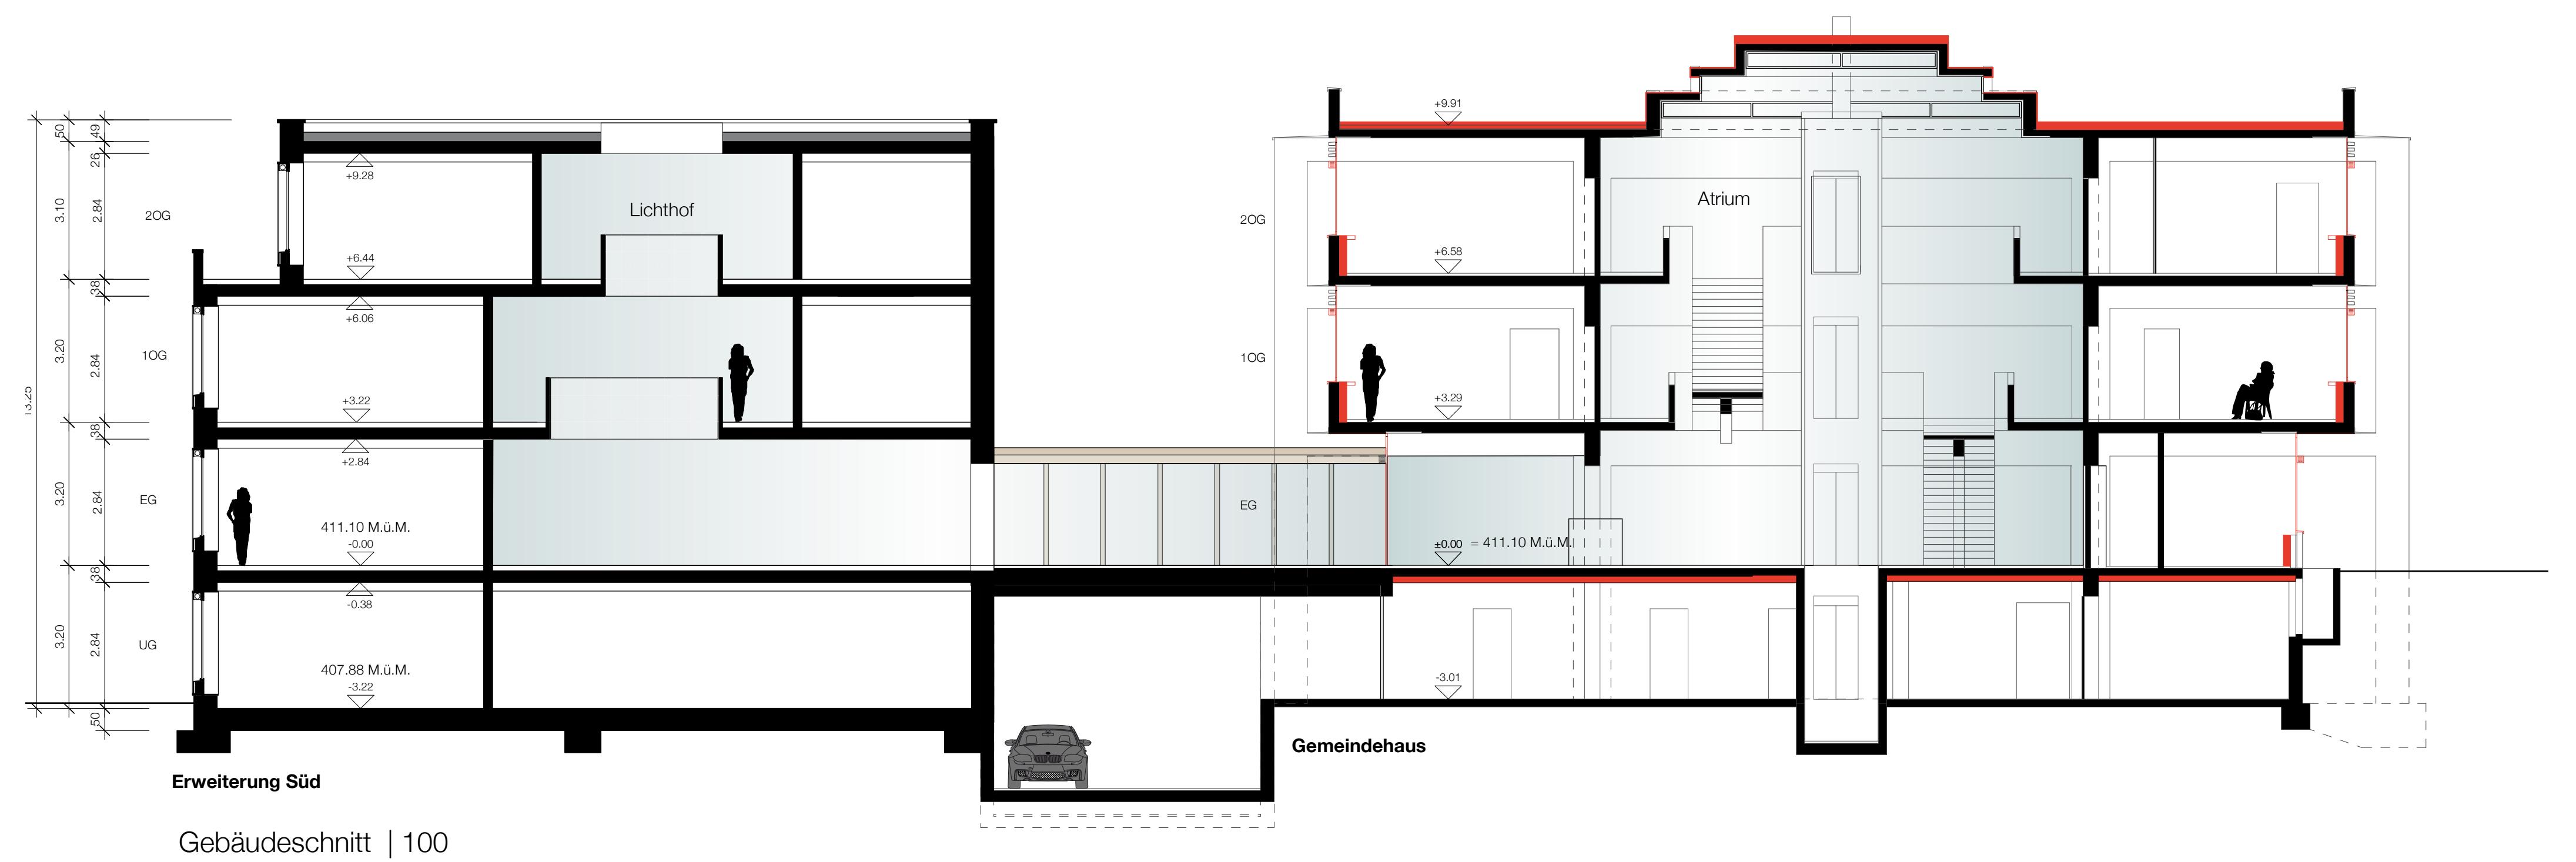 50
49
26
3.10
2.84
2OG
+9.28
Lichthof
+6.44
38
+6.06
3.20
2.84
1OG
+3.22
38
+2.84
3.20
2.84
EG
411.10 M.ü.M.
-0.00
38
-0.38
3.20
2.84
UG
407.88 M.ü.M.
-3.22
50
Erweiterung Süd
+9.91
Atrium
2OG
+6.58
1OG
+3.29
EG
±0.00 = 411.10 M.ü.M.
-3.01
Gemeindehaus
Gebäudeschnitt | 100